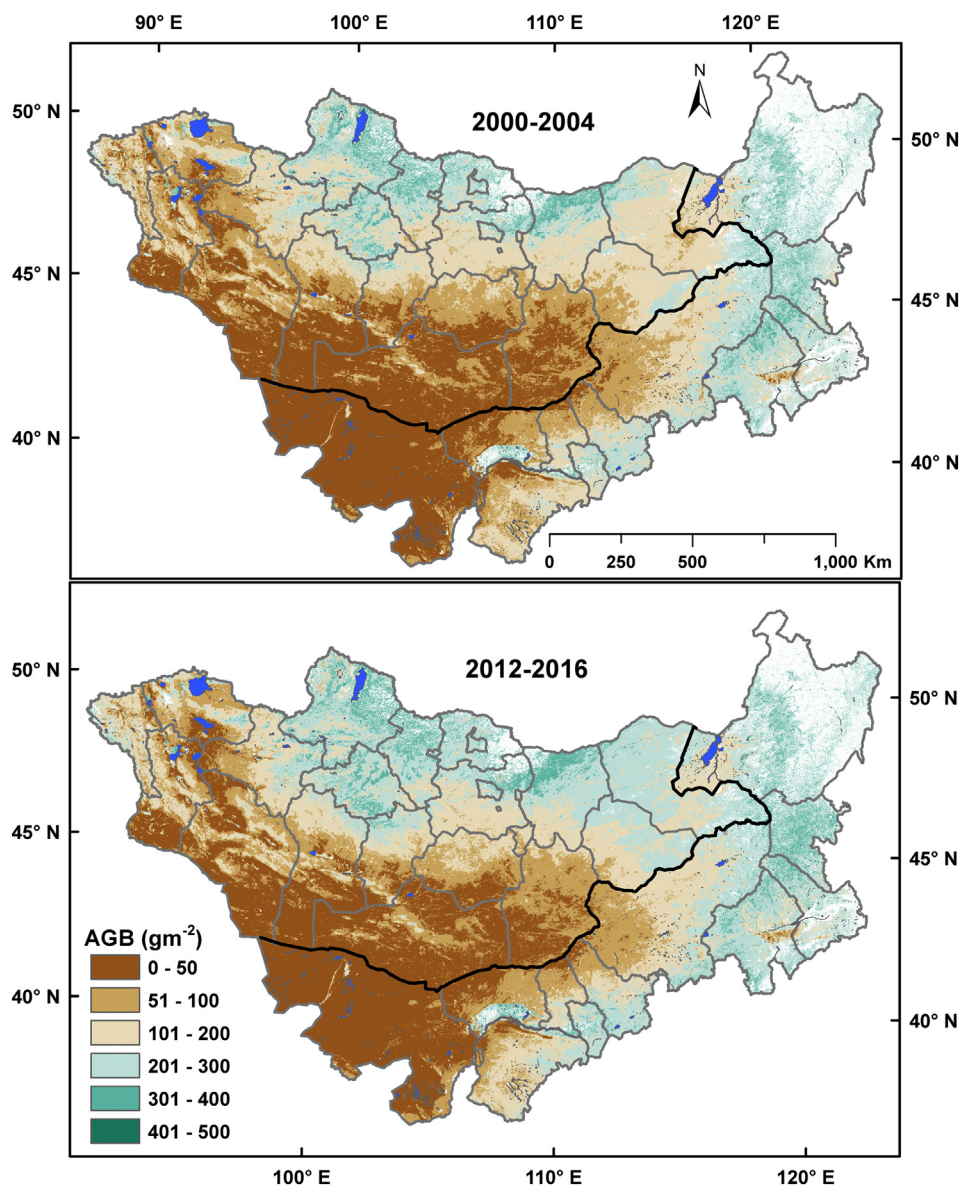 90° E 100° E 110° E 120° E
N
50° N 2000-2004 50° N
45° N 45° N
40° N 40° N
0 250 500 1,000 Km
50° N 2012-2016 50° N
45° N 45° N
AGB (gm⁻²)
0 - 50
51 - 100
40° N 40° N
101 - 200
201 - 300
301 - 400
401 - 500
100° E 110° E 120° E